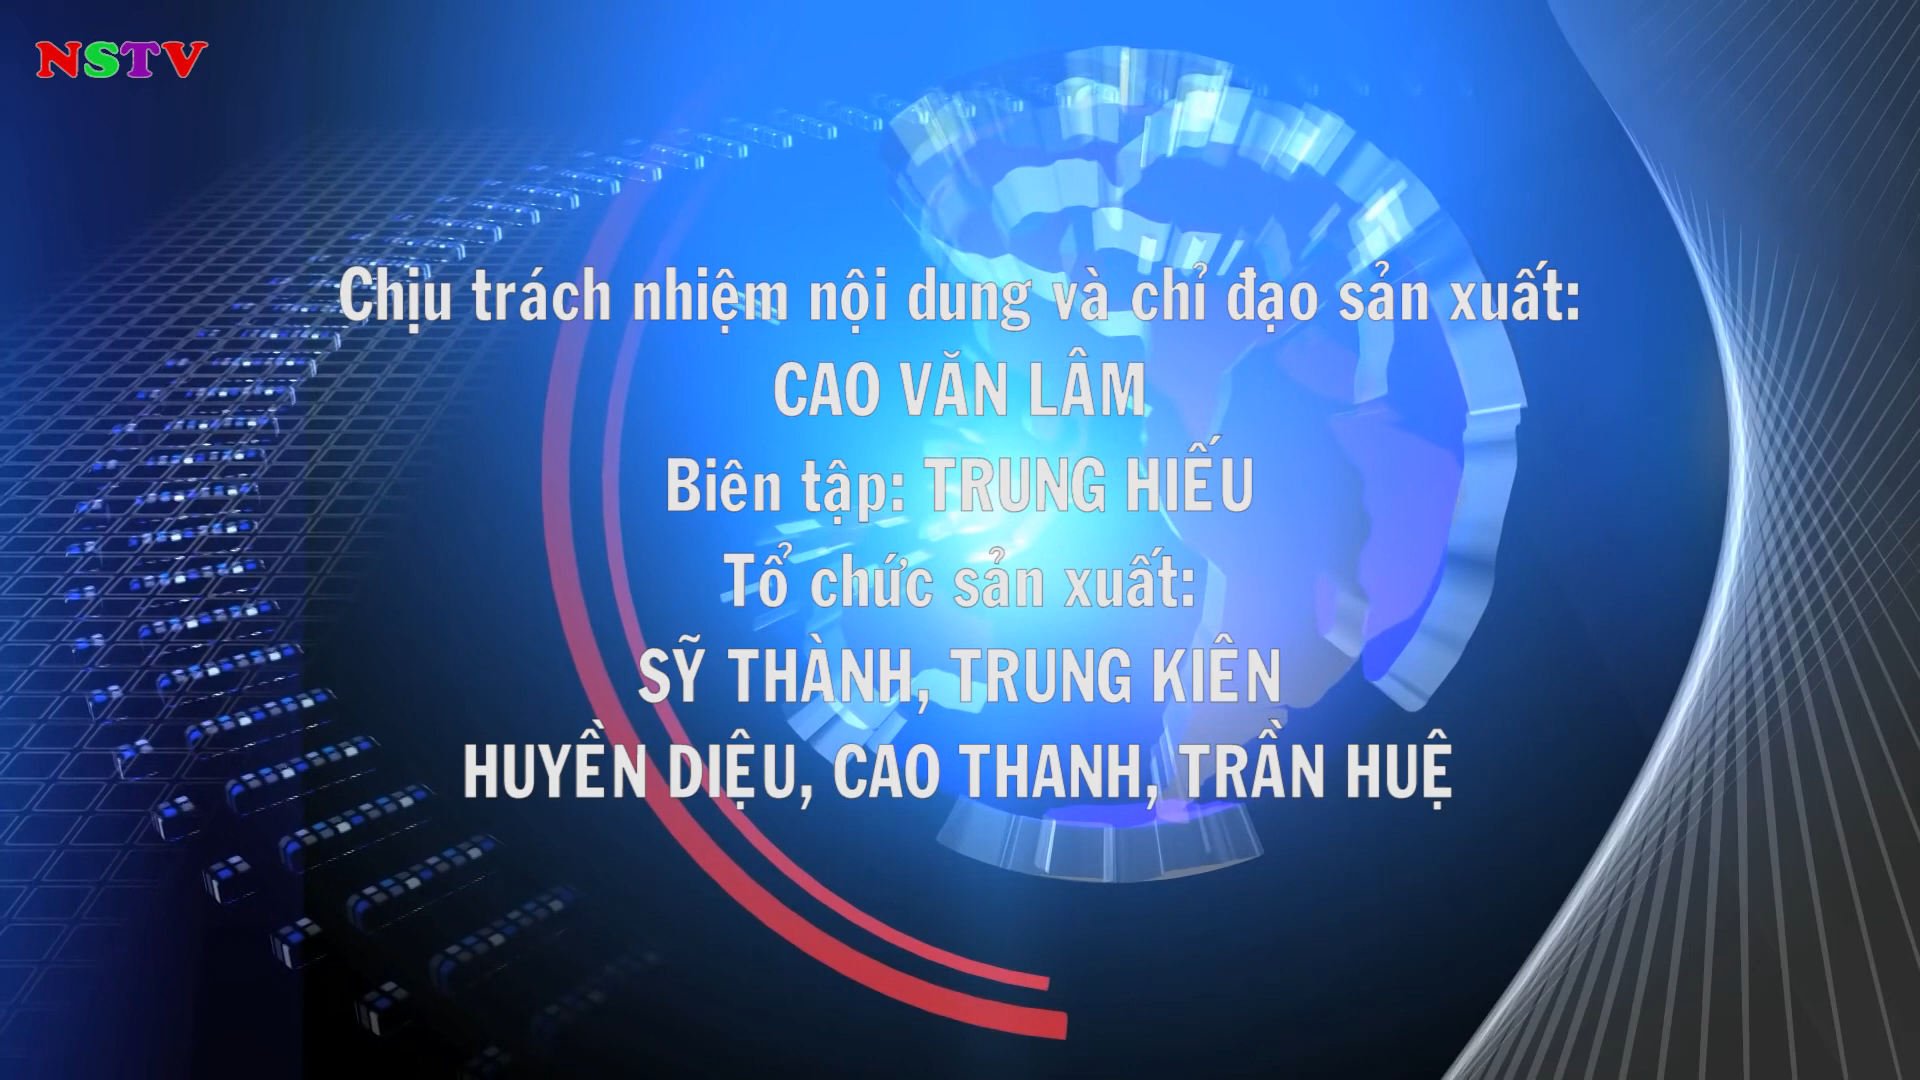 NSTV
Chịu trách nhiệm nội dung và chỉ đạo sản xuất:
CAO VĂN LÂM
Biên tập: TRUNG HIẾU
Tổ chức sản xuất:
SỸ THÀNH, TRUNG KIÊN
HUYỀN DIỆU, CAO THANH, TRẦN HUỆ